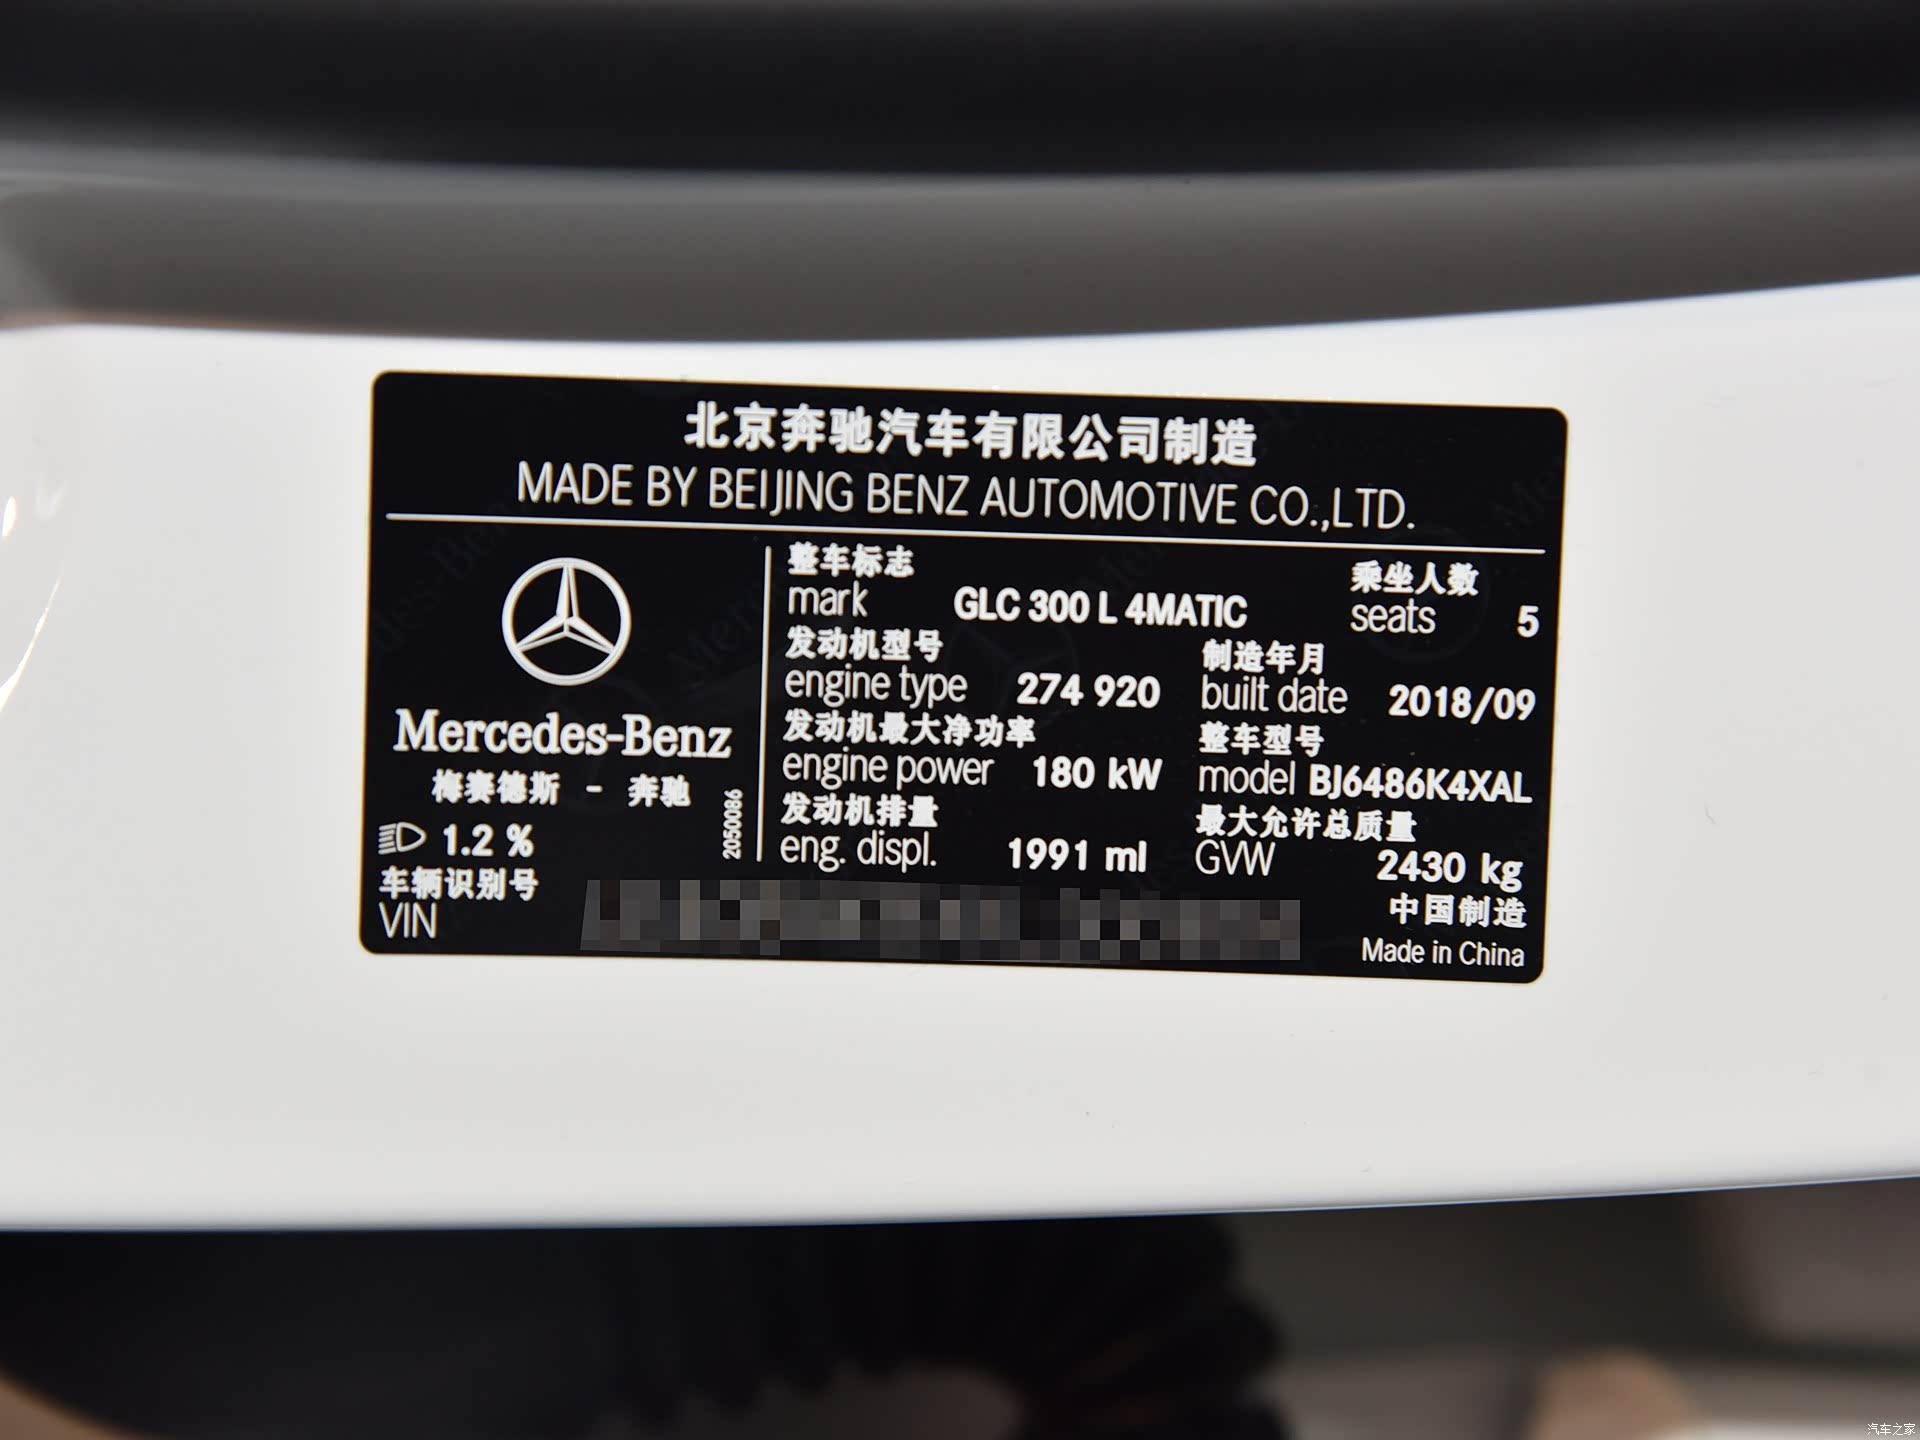 北京奔驰汽车有限公司制造
MADE BY BEIJING BENZ AUTOMOTIVE CO.,LTD.
Mercedes-Benz
梅赛德斯 - 奔驰
1.2 %
2050086
整车标志
mark GLC 300 L 4MATIC
乘坐人数
seats 5
发动机型号
engine type 274 920
制造年月
built date 2018/09
发动机最大净功率
engine power 180 kW
整车型号
model BJ6486K4XAL
发动机排量
eng. displ. 1991 ml
最大允许总质量
GVW 2430 kg
车辆识别号
VIN
中国制造
Made in China
汽车之家